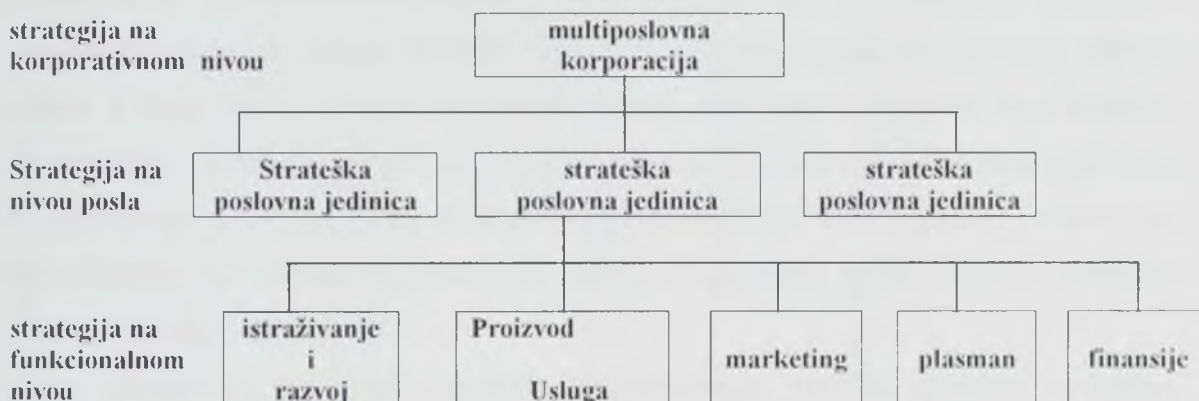 strategija na
korporativnom nivou
multiposlovna
korporacija
Strategija na
nivou posla
Strateška
poslovna jedinica
strateška
poslovna jedinica
strateška
poslovna jedinica
strategija na
funkcionalnom
nivou
istraživanje
i
razvoj
Proizvod
Usluga
marketing
plasman
finansije